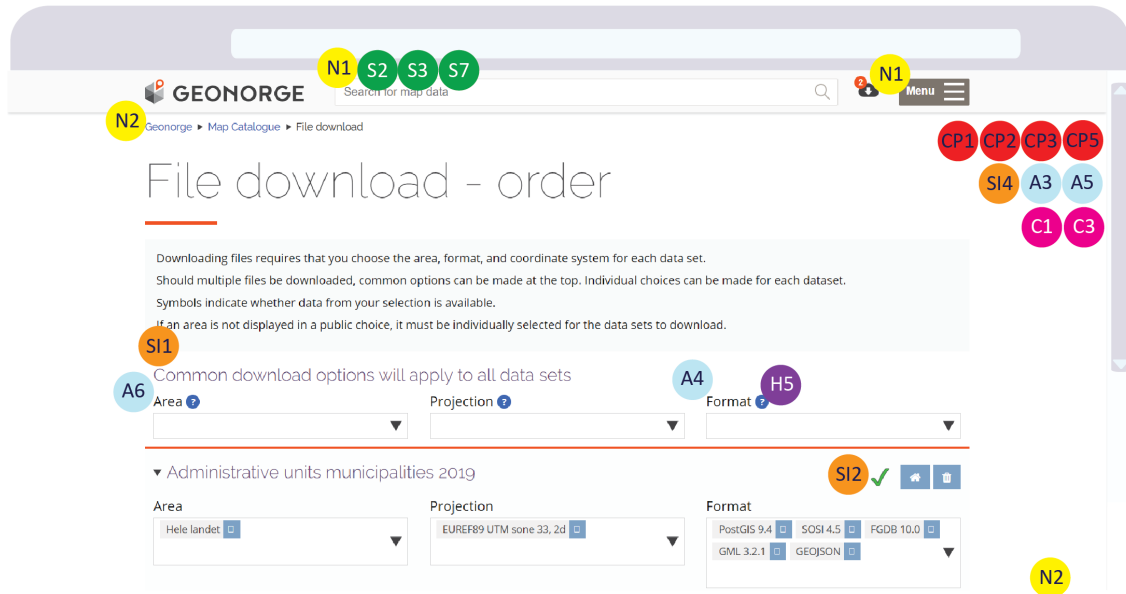 N1 S2 S3 S7 N1
GEONORGE Search for map data 2 Menu
N2 Geonorge ▸ Map Catalogue ▸ File download
CP1 CP2 CP3 CP5
File download - order
SI4 A3 A5
C1 C3
Downloading files requires that you choose the area, format, and coordinate system for each data set.
Should multiple files be downloaded, common options can be made at the top. Individual choices can be made for each dataset.
Symbols indicate whether data from your selection is available.
If an area is not displayed in a public choice, it must be individually selected for the data sets to download.
SI1
Common download options will apply to all data sets
A6 A4 H5
Area ? Projection ? Format ?
Administrative units municipalities 2019 SI2
Area Projection Format
Hele landet EUREF89 UTM sone 33, 2d PostGIS 9.4 SOSI 4.5 FGDB 10.0
GML 3.2.1 GEOJSON
N2